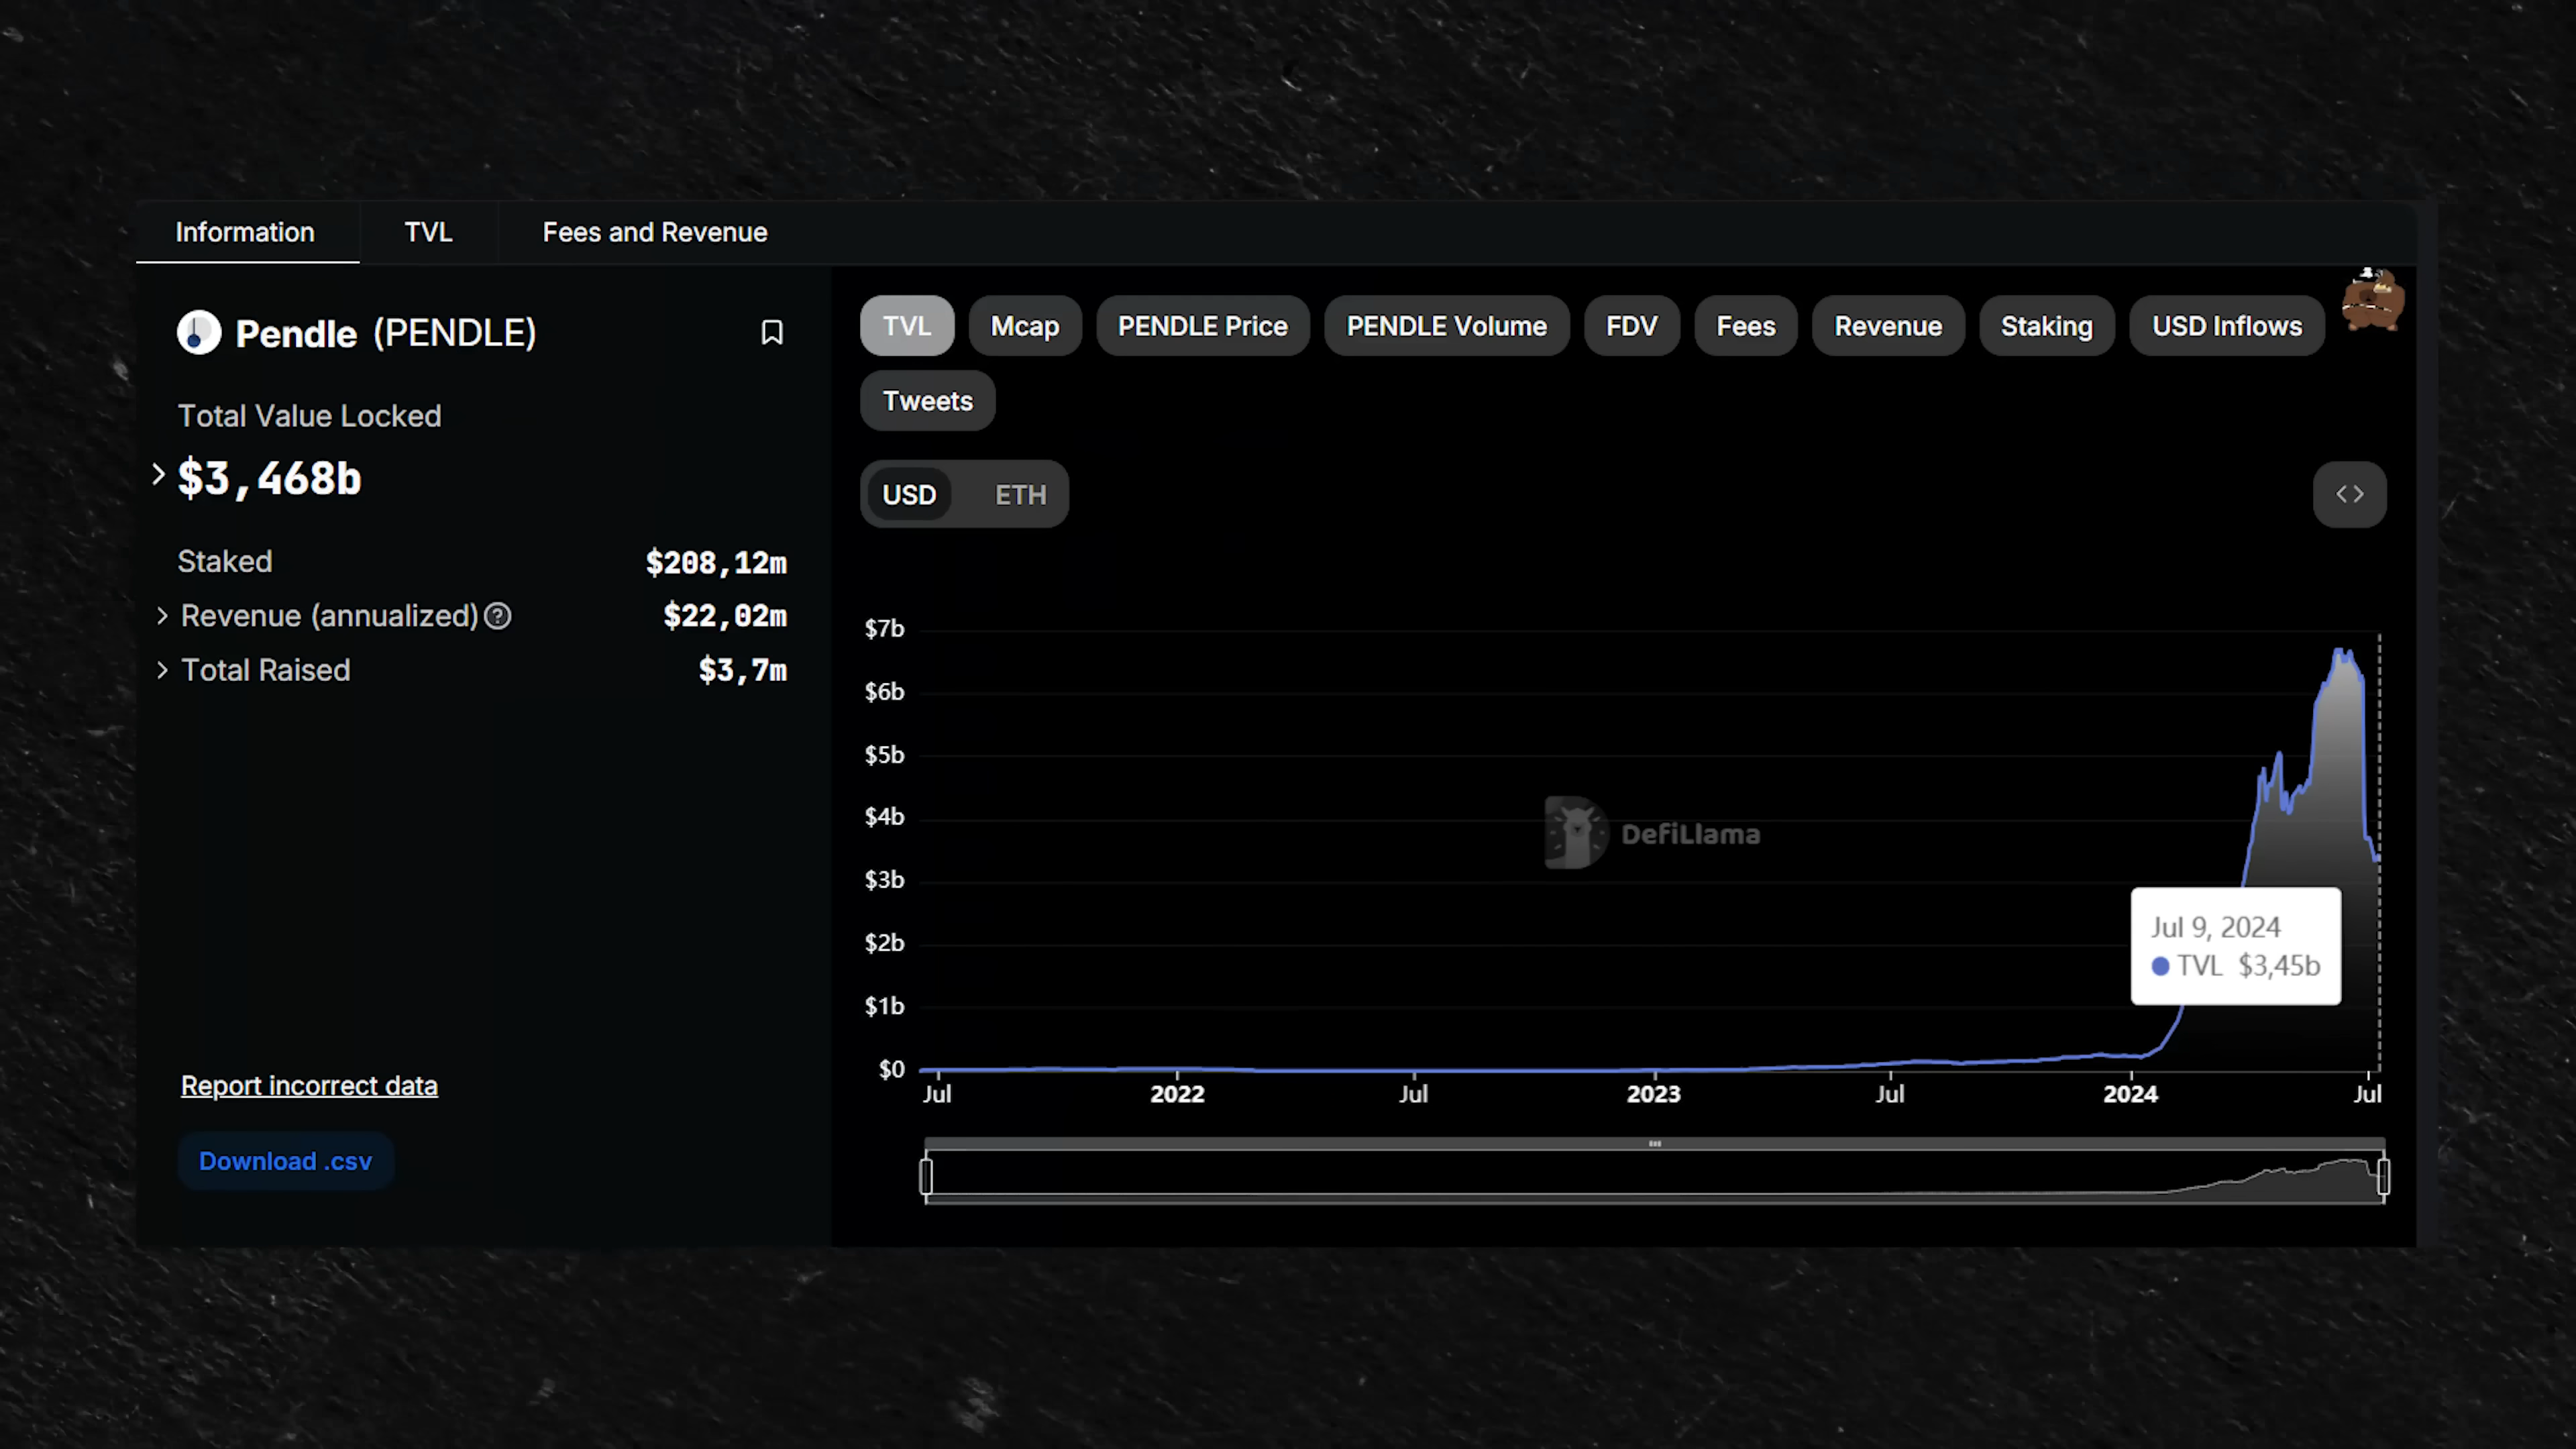 Information TVL Fees and Revenue
Pendle (PENDLE)
Total Value Locked
$3,468b
Staked $208,12m
Revenue (annualized) ? $22,02m
Total Raised $3,7m
Report incorrect data
Download .csv
TVL Mcap PENDLE Price PENDLE Volume FDV Fees Revenue Staking USD Inflows
Tweets
USD ETH
$7b
$6b
$5b
$4b
$3b
$2b
$1b
$0
DefiLlama
Jul 9, 2024
TVL $3,45b
Jul 2022 Jul 2023 Jul 2024 Jul